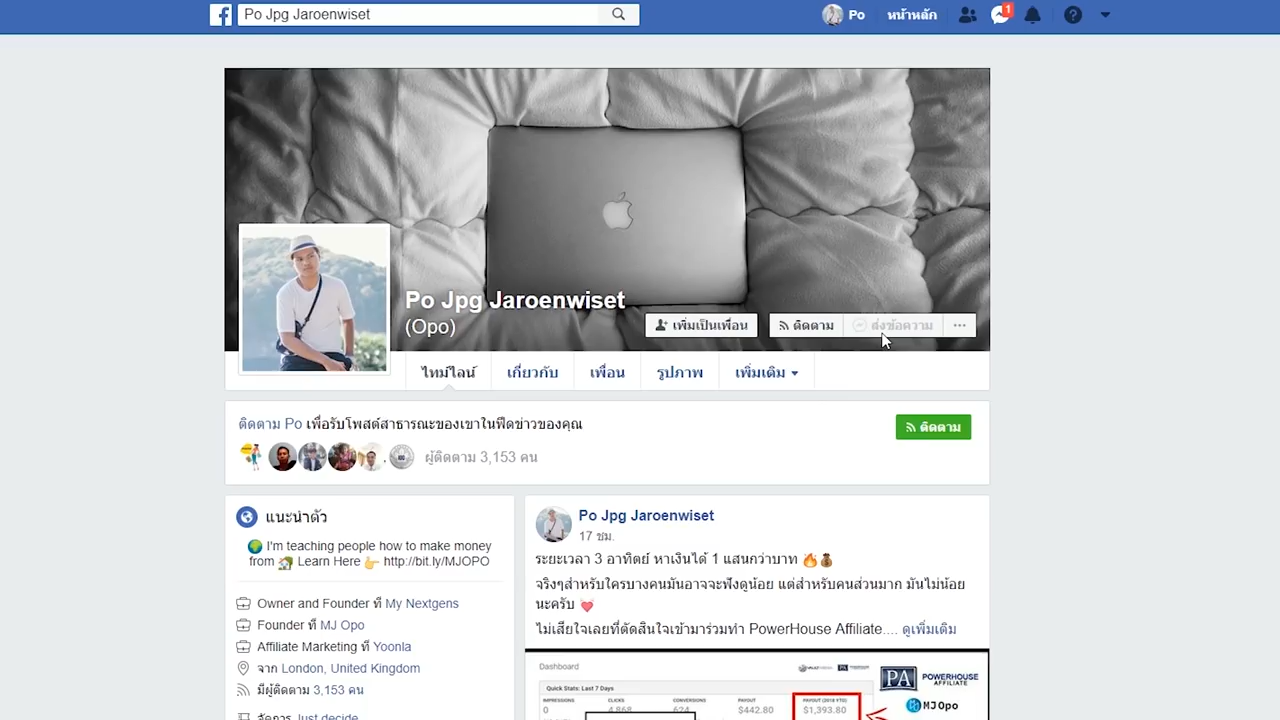 Po Jpg Jaroenwiset
Po
หน้าหลัก
1
Po Jpg Jaroenwiset
(Opo)
เพิ่มเป็นเพื่อน
ติดตาม
ส่งข้อความ
ไทม์ไลน์
เกี่ยวกับ
เพื่อน
รูปภาพ
เพิ่มเติม
ติดตาม Po เพื่อรับโพสต์สาธารณะของเขาในฟีดข่าวของคุณ
ติดตาม
ผู้ติดตาม 3,153 คน
แนะนำตัว
🌍 I'm teaching people how to make money
from 🏡 Learn Here 👉 http://bit.ly/MJOPO
Owner and Founder ที่ My Nextgens
Founder ที่ MJ Opo
Affiliate Marketing ที่ Yoonla
จาก London, United Kingdom
มีผู้ติดตาม 3,153 คน
จัดการ Just decide
Po Jpg Jaroenwiset
17 ชม.
ระยะเวลา 3 อาทิตย์ หาเงินได้ 1 แสนกว่าบาท 🔥💰
จริงๆสำหรับใครบางคนมันอาจจะฟังดูน้อย แต่สำหรับคนส่วนมาก มันไม่น้อย
นะครับ 💓
ไม่เสียใจเลยที่ตัดสินใจเข้ามาร่วมทำ PowerHouse Affiliate.... ดูเพิ่มเติม
Dashboard
PA POWERHOUSE
AFFILIATE
Quick Stats: Last 7 Days
IMPRESSIONS CLICKS CONVERSIONS PAYOUT PAYOUT (2018 YTD)
0 4,868 624 $442.80 $1,393.80
MJ Opo